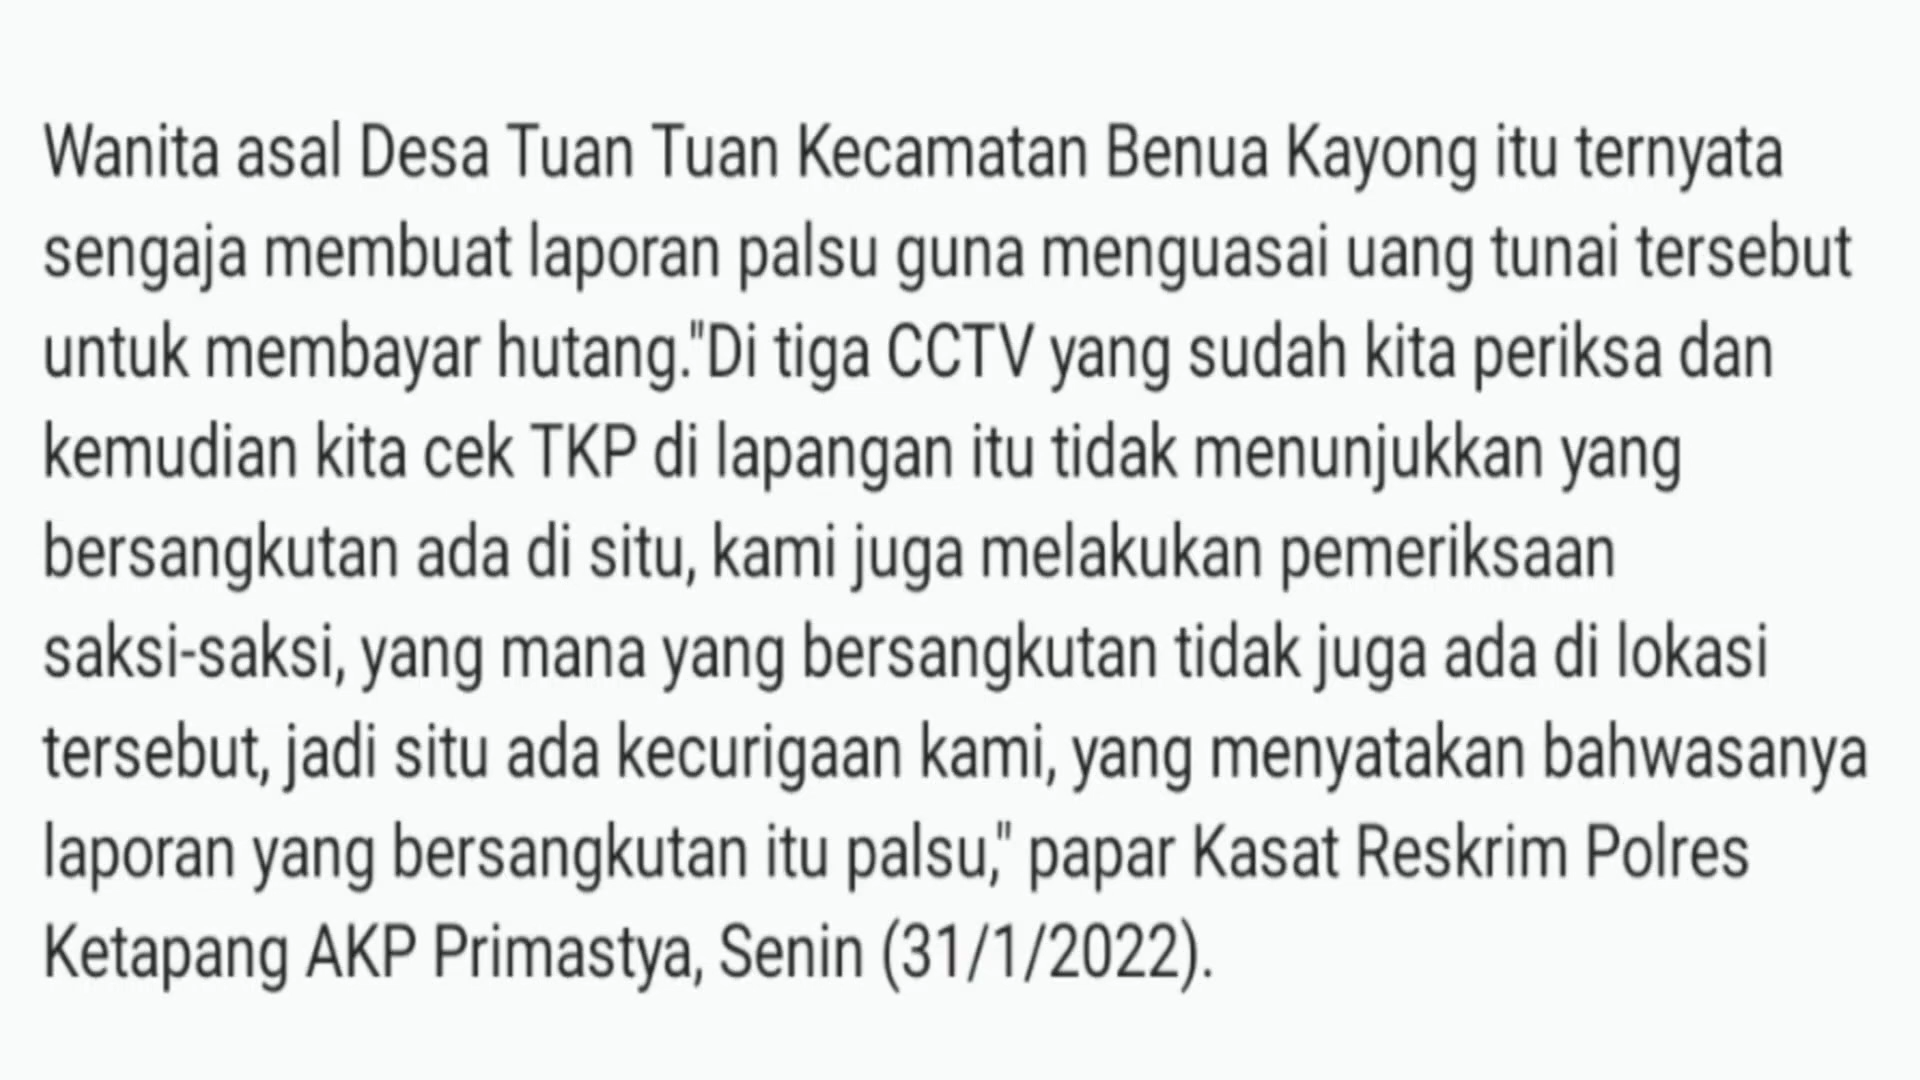 Wanita asal Desa Tuan Tuan Kecamatan Benua Kayong itu ternyata
sengaja membuat laporan palsu guna menguasai uang tunai tersebut
untuk membayar hutang."Di tiga CCTV yang sudah kita periksa dan
kemudian kita cek TKP di lapangan itu tidak menunjukkan yang
bersangkutan ada di situ, kami juga melakukan pemeriksaan
saksi-saksi, yang mana yang bersangkutan tidak juga ada di lokasi
tersebut, jadi situ ada kecurigaan kami, yang menyatakan bahwasanya
laporan yang bersangkutan itu palsu," papar Kasat Reskrim Polres
Ketapang AKP Primastya, Senin (31/1/2022).